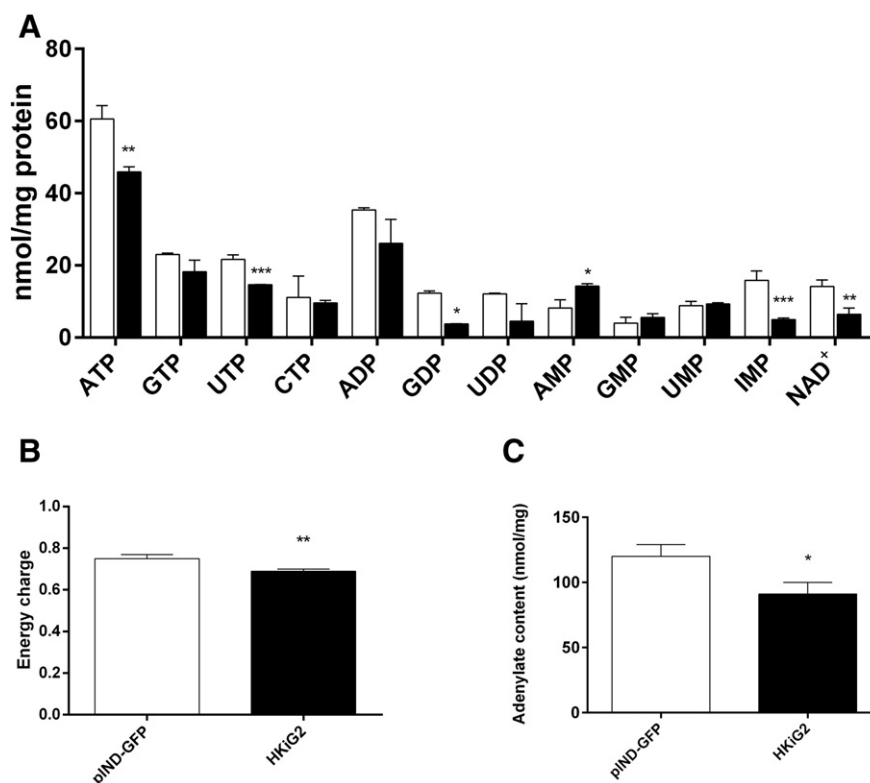 A
nmol/mg protein
80
60
40
20
0
**
***
*
*
***
**
ATP
GTP
UTP
CTP
ADP
GDP
UDP
AMP
GMP
UMP
IMP
NAD+
B
Energy charge
1.0
0.8
0.6
0.4
0.2
0.0
**
pIND-GFP
HKiG2
C
Adenylate content (nmol/mg)
150
100
50
0
*
pIND-GFP
HKiG2